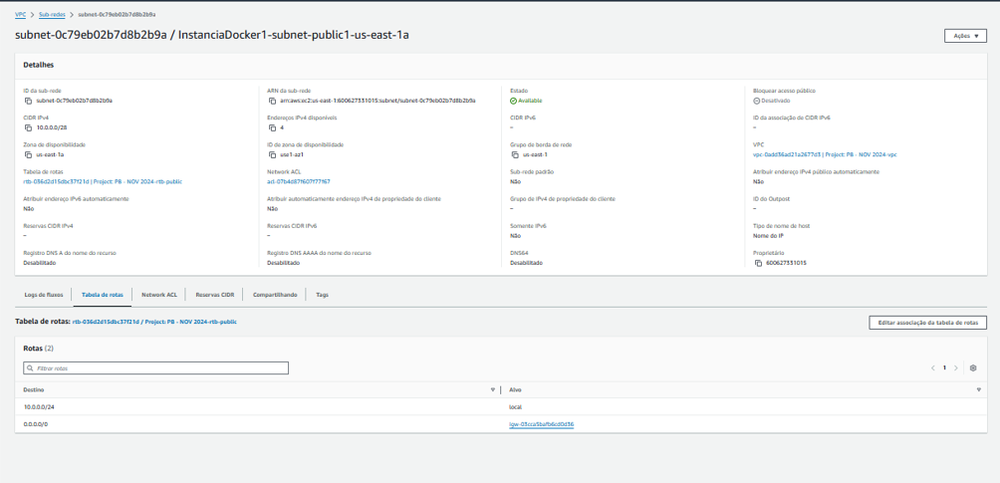 VPC > Sub-redes > subnet-0c79eb02b7d8b2b9a
subnet-0c79eb02b7d8b2b9a / InstanciaDocker1-subnet-public1-us-east-1a
Ações
Detalhes
ID da sub-rede
subnet-0c79eb02b7d8b2b9a
ARN da sub-rede
arn:aws:ec2:us-east-1:600627331015:subnet/subnet-0c79eb02b7d8b2b9a
Estado
Available
Bloquear acesso público
Desativado
CIDR IPv4
10.0.0.0/28
Endereços IPv4 disponíveis
4
CIDR IPv6
–
ID da associação de CIDR IPv6
–
Zona de disponibilidade
us-east-1a
ID de zona de disponibilidade
use1-az1
Grupo de borda de rede
us-east-1
VPC
vpc-0add36ad21a2677d3 | Project: PB - NOV 2024-vpc
Tabela de rotas
rtb-036d2d15dbc37f21d | Project: PB - NOV 2024-rtb-public
Network ACL
acl-07b4d87f607f77f67
Sub-rede padrão
Não
Atribuir endereço IPv4 público automaticamente
Não
Atribuir endereço IPv6 automaticamente
Não
Atribuir automaticamente endereço IPv4 de propriedade do cliente
Não
Grupo de IPv4 de propriedade do cliente
–
ID do Outpost
–
Reservas CIDR IPv4
–
Reservas CIDR IPv6
–
Somente IPv6
Não
Tipo de nome de host
Nome do IP
Registro DNS A do nome do recurso
Desabilitado
Registro DNS AAAA do nome do recurso
Desabilitado
DNS64
Desabilitado
Proprietário
600627331015
Logs de fluxos Tabela de rotas Network ACL Reservas CIDR Compartilhando Tags
Tabela de rotas: rtb-036d2d15dbc37f21d / Project: PB - NOV 2024-rtb-public
Editar associação da tabela de rotas
Rotas (2)
Filtrar rotas
1
Destino Alvo
10.0.0.0/24 local
0.0.0.0/0 igw-03cca5bafb6cd0d36